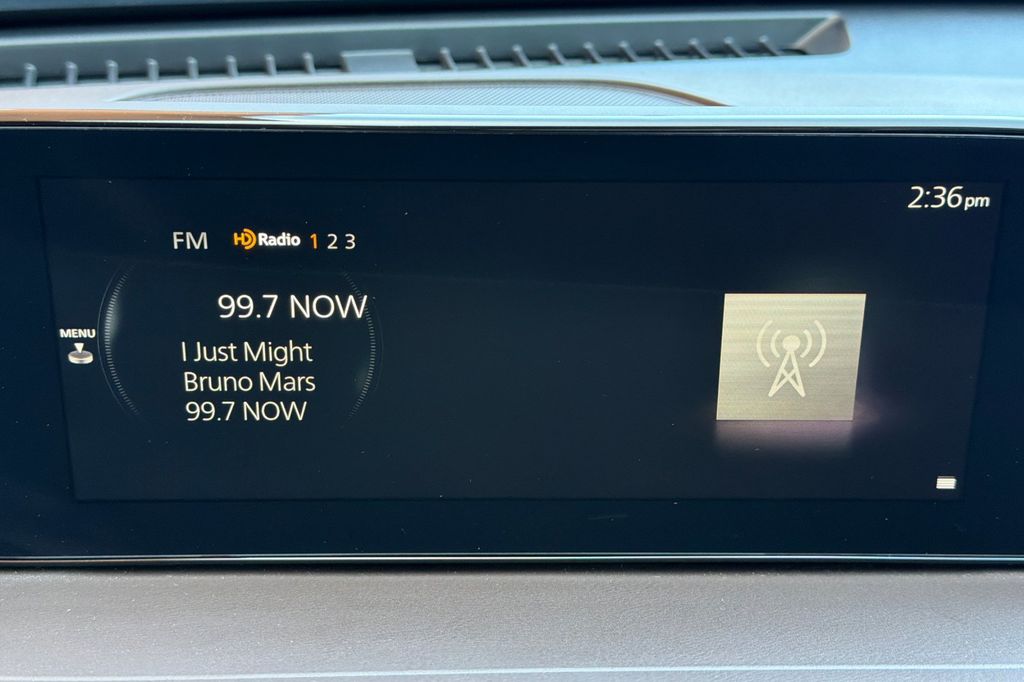 2:36pm
FM HD Radio 1 2 3
99.7 NOW
MENU
I Just Might
Bruno Mars
99.7 NOW